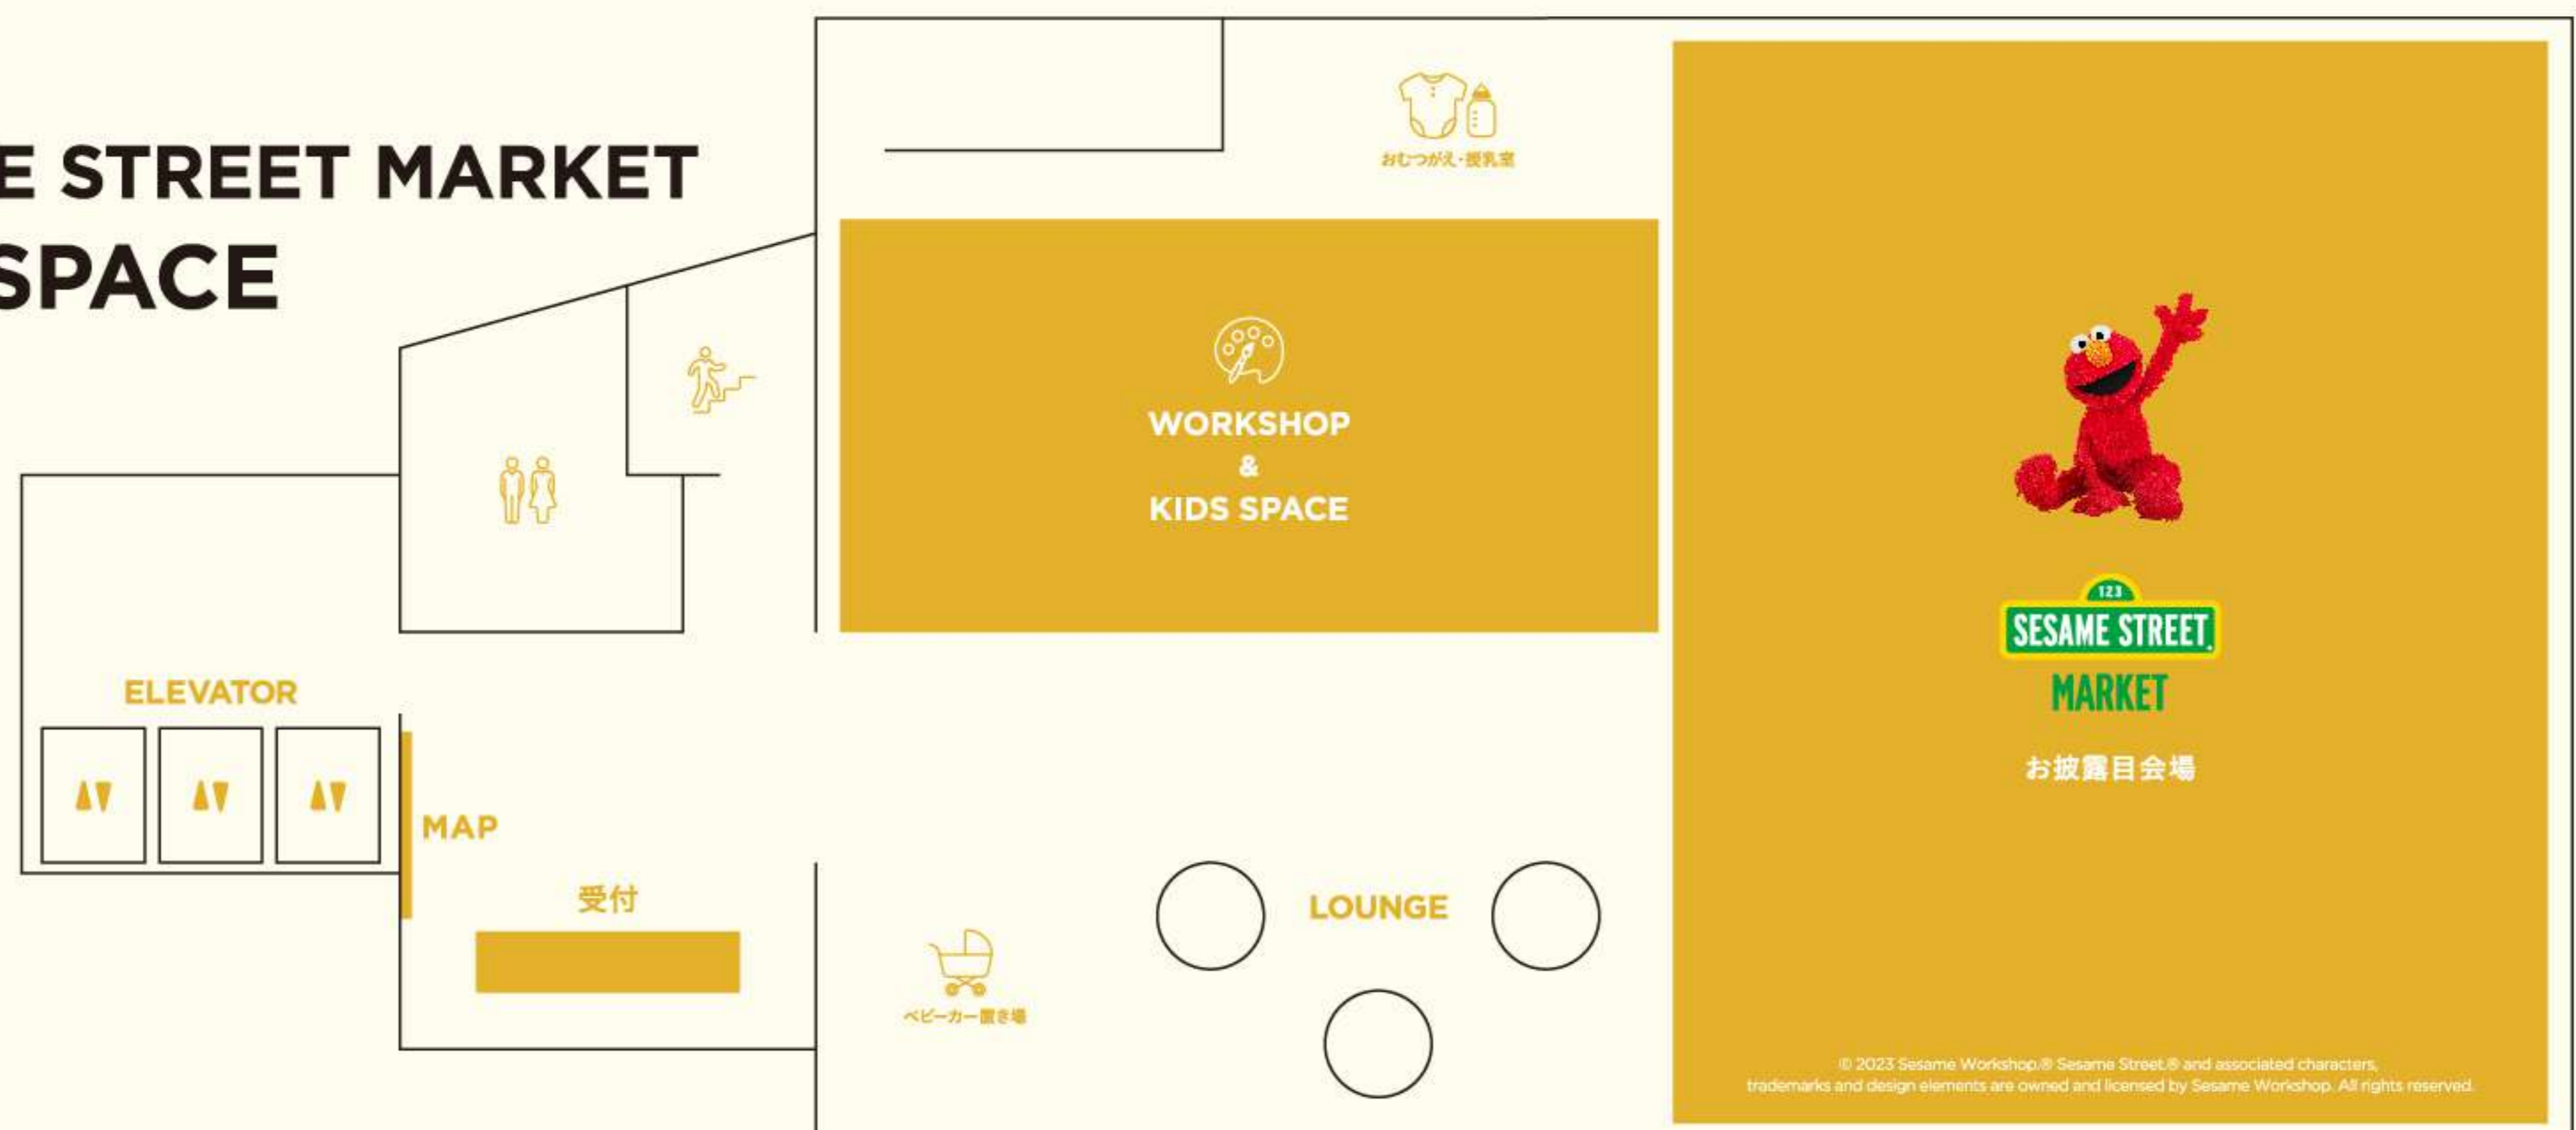 E STREET MARKET
SPACE
おむつがえ・授乳室
WORKSHOP
&
KIDS SPACE
123
SESAME STREET
MARKET
お披露目会場
ELEVATOR
MAP
受付
LOUNGE
ベビーカー置き場
© 2023 Sesame Workshop.® Sesame Street.® and associated characters,
trademarks and design elements are owned and licensed by Sesame Workshop. All rights reserved.